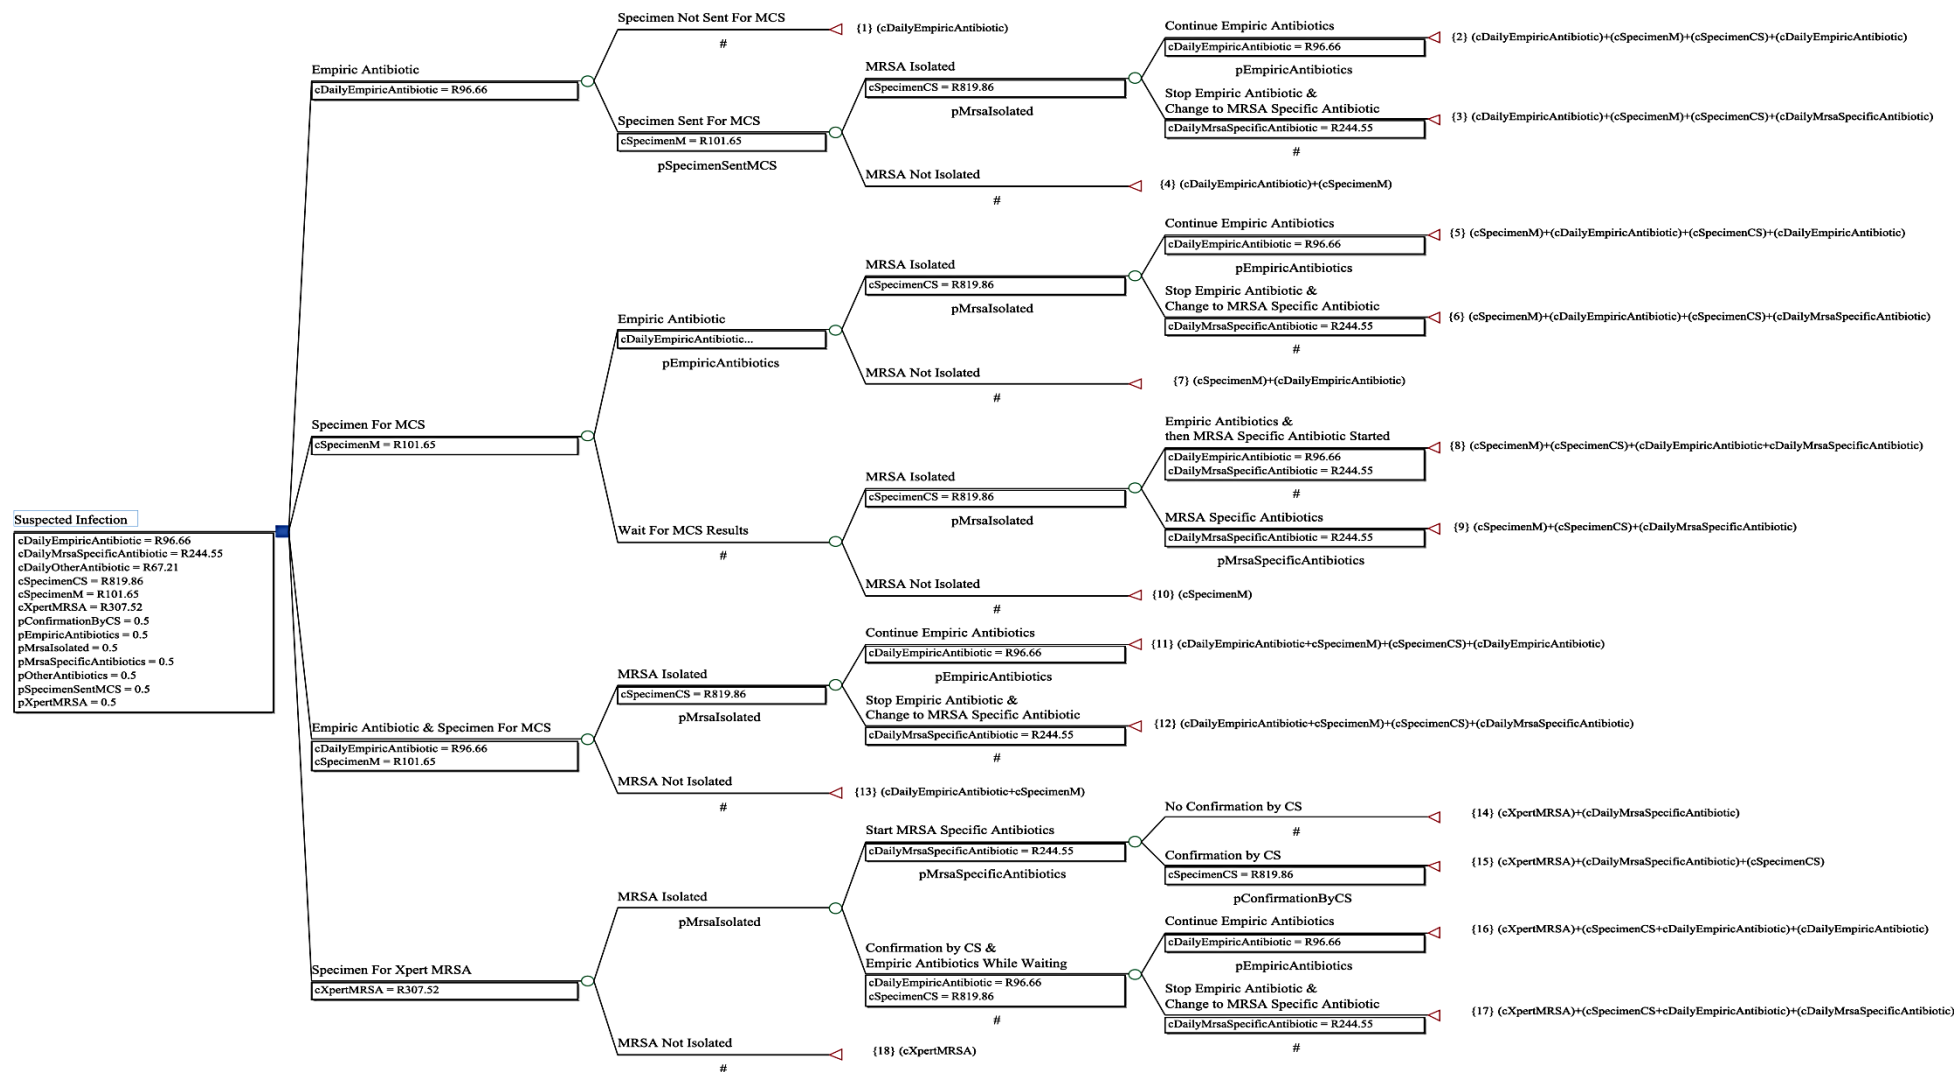 Suspected Infection
cDailyEmpiricAntibiotic = R96.66
cDailyMrsaSpecificAntibiotic = R244.55
cDailyOtherAntibiotic = R67.21
cSpecimenCS = R819.86
cSpecimenM = R101.65
cXpertMRSA = R307.52
pConfirmationByCS = 0.5
pEmpiricAntibiotics = 0.5
pMrsaIsolated = 0.5
pMrsaSpecificAntibiotics = 0.5
pOtherAntibiotics = 0.5
pSpecimenSentMCS = 0.5
pXpertMRSA = 0.5
Empiric Antibiotic
cDailyEmpiricAntibiotic = R96.66
Specimen Not Sent For MCS
#
{1} (cDailyEmpiricAntibiotic)
Specimen Sent For MCS
cSpecimenM = R101.65
pSpecimenSentMCS
MRSA Isolated
cSpecimenCS = R819.86
pMrsaIsolated
Continue Empiric Antibiotics
cDailyEmpiricAntibiotic = R96.66
pEmpiricAntibiotics
{2} (cDailyEmpiricAntibiotic)+(cSpecimenM)+(cSpecimenCS)+(cDailyEmpiricAntibiotic)
Stop Empiric Antibiotic &
Change to MRSA Specific Antibiotic
cDailyMrsaSpecificAntibiotic = R244.55
#
{3} (cDailyEmpiricAntibiotic)+(cSpecimenM)+(cSpecimenCS)+(cDailyMrsaSpecificAntibiotic)
MRSA Not Isolated
#
{4} (cDailyEmpiricAntibiotic)+(cSpecimenM)
Specimen For MCS
cSpecimenM = R101.65
Empiric Antibiotic
cDailyEmpiricAntibiotic...
pEmpiricAntibiotics
MRSA Isolated
cSpecimenCS = R819.86
pMrsaIsolated
Continue Empiric Antibiotics
cDailyEmpiricAntibiotic = R96.66
pEmpiricAntibiotics
{5} (cSpecimenM)+(cDailyEmpiricAntibiotic)+(cSpecimenCS)+(cDailyEmpiricAntibiotic)
Stop Empiric Antibiotic &
Change to MRSA Specific Antibiotic
cDailyMrsaSpecificAntibiotic = R244.55
#
{6} (cSpecimenM)+(cDailyEmpiricAntibiotic)+(cSpecimenCS)+(cDailyMrsaSpecificAntibiotic)
MRSA Not Isolated
#
{7} (cSpecimenM)+(cDailyEmpiricAntibiotic)
Wait For MCS Results
#
MRSA Isolated
cSpecimenCS = R819.86
pMrsaIsolated
Empiric Antibiotics &
then MRSA Specific Antibiotic Started
cDailyEmpiricAntibiotic = R96.66
cDailyMrsaSpecificAntibiotic = R244.55
#
{8} (cSpecimenM)+(cSpecimenCS)+(cDailyEmpiricAntibiotic+cDailyMrsaSpecificAntibiotic)
MRSA Specific Antibiotics
cDailyMrsaSpecificAntibiotic = R244.55
pMrsaSpecificAntibiotics
{9} (cSpecimenM)+(cSpecimenCS)+(cDailyMrsaSpecificAntibiotic)
MRSA Not Isolated
#
{10} (cSpecimenM)
Empiric Antibiotic & Specimen For MCS
cDailyEmpiricAntibiotic = R96.66
cSpecimenM = R101.65
MRSA Isolated
cSpecimenCS = R819.86
pMrsaIsolated
Continue Empiric Antibiotics
cDailyEmpiricAntibiotic = R96.66
pEmpiricAntibiotics
{11} (cDailyEmpiricAntibiotic+cSpecimenM)+(cSpecimenCS)+(cDailyEmpiricAntibiotic)
Stop Empiric Antibiotic &
Change to MRSA Specific Antibiotic
cDailyMrsaSpecificAntibiotic = R244.55
#
{12} (cDailyEmpiricAntibiotic+cSpecimenM)+(cSpecimenCS)+(cDailyMrsaSpecificAntibiotic)
MRSA Not Isolated
#
{13} (cDailyEmpiricAntibiotic+cSpecimenM)
Specimen For Xpert MRSA
cXpertMRSA = R307.52
MRSA Isolated
pMrsaIsolated
Start MRSA Specific Antibiotics
cDailyMrsaSpecificAntibiotic = R244.55
pMrsaSpecificAntibiotics
No Confirmation by CS
#
{14} (cXpertMRSA)+(cDailyMrsaSpecificAntibiotic)
Confirmation by CS
cSpecimenCS = R819.86
pConfirmationByCS
{15} (cXpertMRSA)+(cDailyMrsaSpecificAntibiotic)+(cSpecimenCS)
Confirmation by CS &
Empiric Antibiotics While Waiting
cDailyEmpiricAntibiotic = R96.66
cSpecimenCS = R819.86
#
Continue Empiric Antibiotics
cDailyEmpiricAntibiotic = R96.66
pEmpiricAntibiotics
{16} (cXpertMRSA)+(cSpecimenCS+cDailyEmpiricAntibiotic)+(cDailyEmpiricAntibiotic)
Stop Empiric Antibiotic &
Change to MRSA Specific Antibiotic
cDailyMrsaSpecificAntibiotic = R244.55
#
{17} (cXpertMRSA)+(cSpecimenCS+cDailyEmpiricAntibiotic)+(cDailyMrsaSpecificAntibiotic)
MRSA Not Isolated
#
{18} (cXpertMRSA)